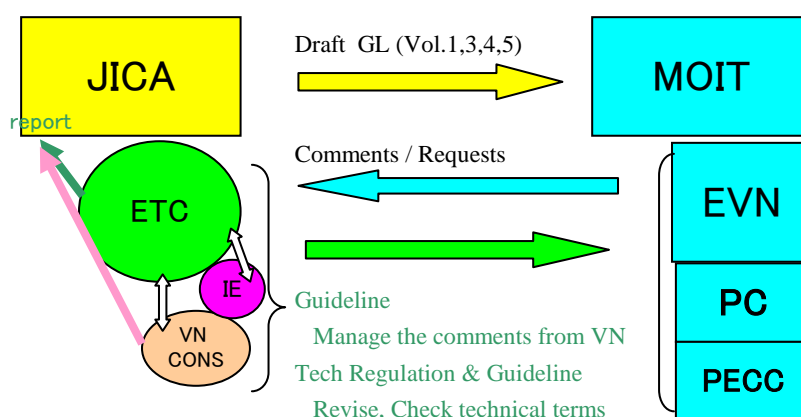 Draft GL (Vol.1,3,4,5)
JICA
MOIT
report
Comments / Requests
ETC
EVN
IE
Guideline
PC
Manage the comments from VN
VN
CONS
Tech Regulation & Guideline
PECC
Revise, Check technical terms